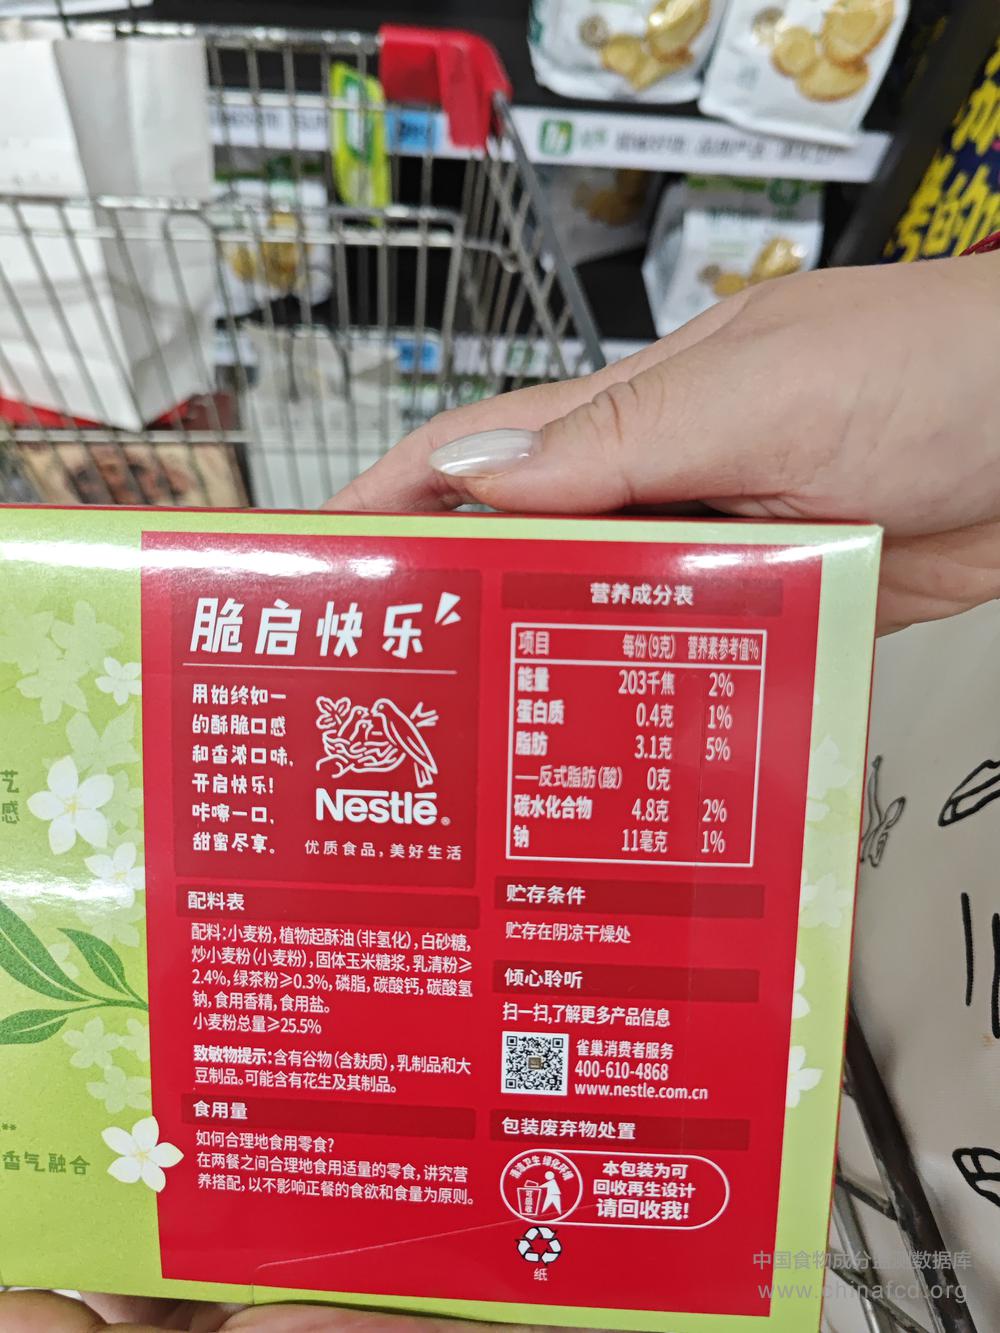 脆启快乐
用始终如一
的酥脆口感
和香浓口味，
开启快乐！
咔嚓一口，
甜蜜尽享。
Nestlé®
优质食品，美好生活
配料表
配料：小麦粉，植物起酥油（非氢化），白砂糖，
炒小麦粉（小麦粉），固体玉米糖浆，乳清粉≥
2.4%，绿茶粉≥0.3%，磷脂，碳酸钙，碳酸氢
钠，食用香精，食用盐。
小麦粉总量≥25.5%
致敏物提示：含有谷物（含麸质），乳制品和大
豆制品。可能含有花生及其制品。
食用量
如何合理地食用零食？
在两餐之间合理地食用适量的零食，讲究营
养搭配，以不影响正餐的食欲和食量为原则。
营养成分表
项目 每份（9克） 营养素参考值%
能量 203千焦 2%
蛋白质 0.4克 1%
脂肪 3.1克 5%
——反式脂肪（酸） 0克
碳水化合物 4.8克 2%
钠 11毫克 1%
贮存条件
贮存在阴凉干燥处
倾心聆听
扫一扫，了解更多产品信息
雀巢消费者服务
400-610-4868
www.nestle.com.cn
包装废弃物处置
本包装为可
回收再生设计
请回收我！
纸
艺
感
**
香气融合
中国食物成分监测数据库
www.chinafcd.org